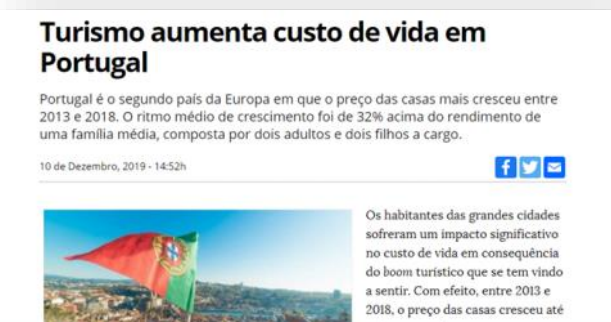 Turismo aumenta custo de vida em
Portugal
Portugal é o segundo país da Europa em que o preço das casas mais cresceu entre
2013 e 2018. O ritmo médio de crescimento foi de 32% acima do rendimento de
uma família média, composta por dois adultos e dois filhos a cargo.
10 de Dezembro, 2019 - 14:52h
Os habitantes das grandes cidades
sofreram um impacto significativo
no custo de vida em consequência
do boom turístico que se tem vindo
a sentir. Com efeito, entre 2013 e
2018, o preço das casas cresceu até